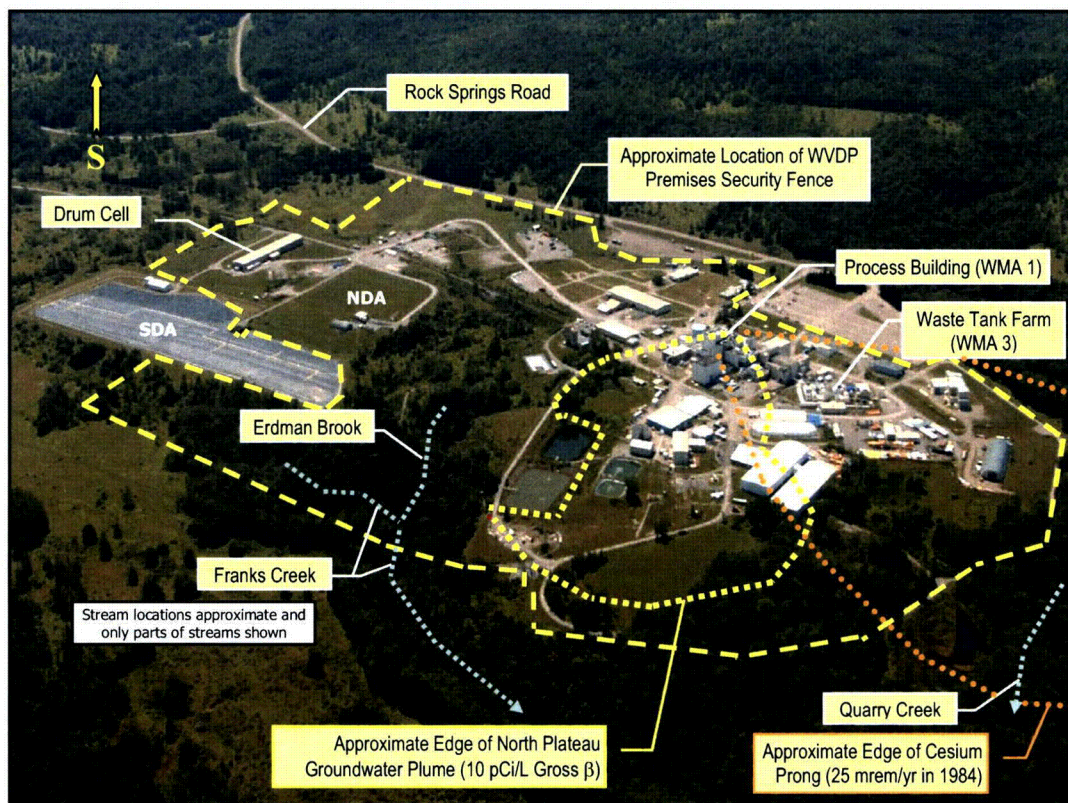 Rock Springs Road
S
Approximate Location of WVDP
Premises Security Fence
Drum Cell
Process Building (WMA 1)
NDA
Waste Tank Farm
(WMA 3)
SDA
Erdman Brook
Franks Creek
Stream locations approximate and
only parts of streams shown
Quarry Creek
Approximate Edge of North Plateau
Groundwater Plume (10 pCi/L Gross β)
Approximate Edge of Cesium
Prong (25 mrem/yr in 1984)